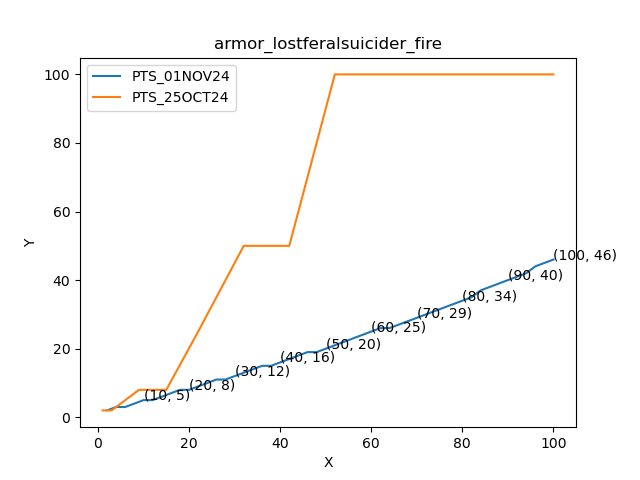 armor_lostferalsuicider_fire
PTS_01NOV24
PTS_25OCT24
100
80
60
40
20
0
Y
(100, 46)
(90, 40)
(80, 34)
(70, 29)
(60, 25)
(50, 20)
(40, 16)
(30, 12)
(20, 8)
(10, 5)
0 20 40 60 80 100
X